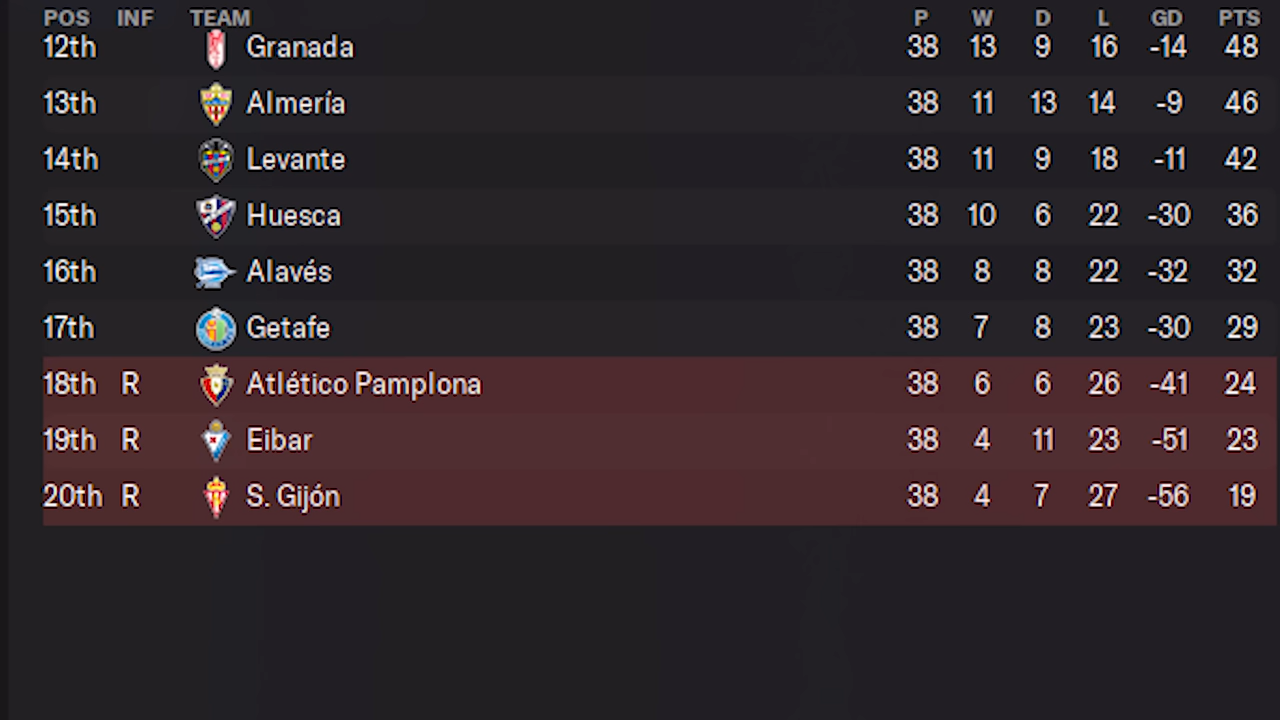 POS INF TEAM P W D L GD PTS
12th Granada 38 13 9 16 -14 48
13th Almería 38 11 13 14 -9 46
14th Levante 38 11 9 18 -11 42
15th Huesca 38 10 6 22 -30 36
16th Alavés 38 8 8 22 -32 32
17th Getafe 38 7 8 23 -30 29
18th R Atlético Pamplona 38 6 6 26 -41 24
19th R Eibar 38 4 11 23 -51 23
20th R S. Gijón 38 4 7 27 -56 19